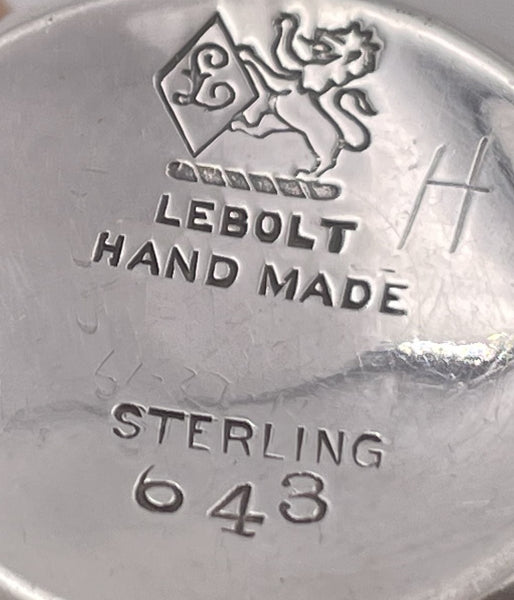 L
LEBOLT
H
HAND MADE
STERLING
643